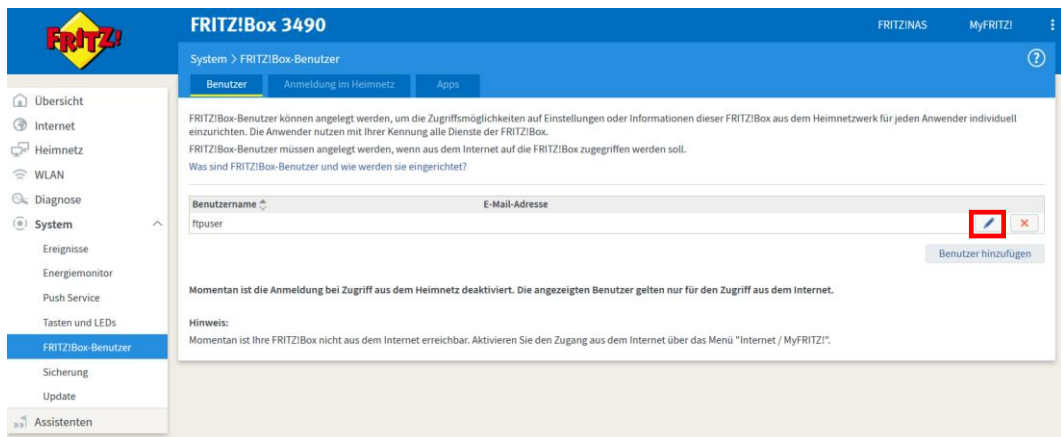 FRITZ!
FRITZ!Box 3490
FRITZ!NAS
MyFRITZ!
System > FRITZ!Box-Benutzer
Benutzer
Anmeldung im Heimnetz
Apps
Übersicht
Internet
Heimnetz
WLAN
Diagnose
System
Ereignisse
Energiemonitor
Push Service
Tasten und LEDs
FRITZ!Box-Benutzer
Sicherung
Update
Assistenten
FRITZ!Box-Benutzer können angelegt werden, um die Zugriffsmöglichkeiten auf Einstellungen oder Informationen dieser FRITZ!Box aus dem Heimnetzwerk für jeden Anwender individuell
einzurichten. Die Anwender nutzen mit Ihrer Kennung alle Dienste der FRITZ!Box.
FRITZ!Box-Benutzer müssen angelegt werden, wenn aus dem Internet auf die FRITZ!Box zugegriffen werden soll.
Was sind FRITZ!Box-Benutzer und wie werden sie eingerichtet?
Benutzername
E-Mail-Adresse
ftpuser
Benutzer hinzufügen
Momentan ist die Anmeldung bei Zugriff aus dem Heimnetz deaktiviert. Die angezeigten Benutzer gelten nur für den Zugriff aus dem Internet.
Hinweis:
Momentan ist Ihre FRITZ!Box nicht aus dem Internet erreichbar. Aktivieren Sie den Zugang aus dem Internet über das Menü "Internet / MyFRITZ!".